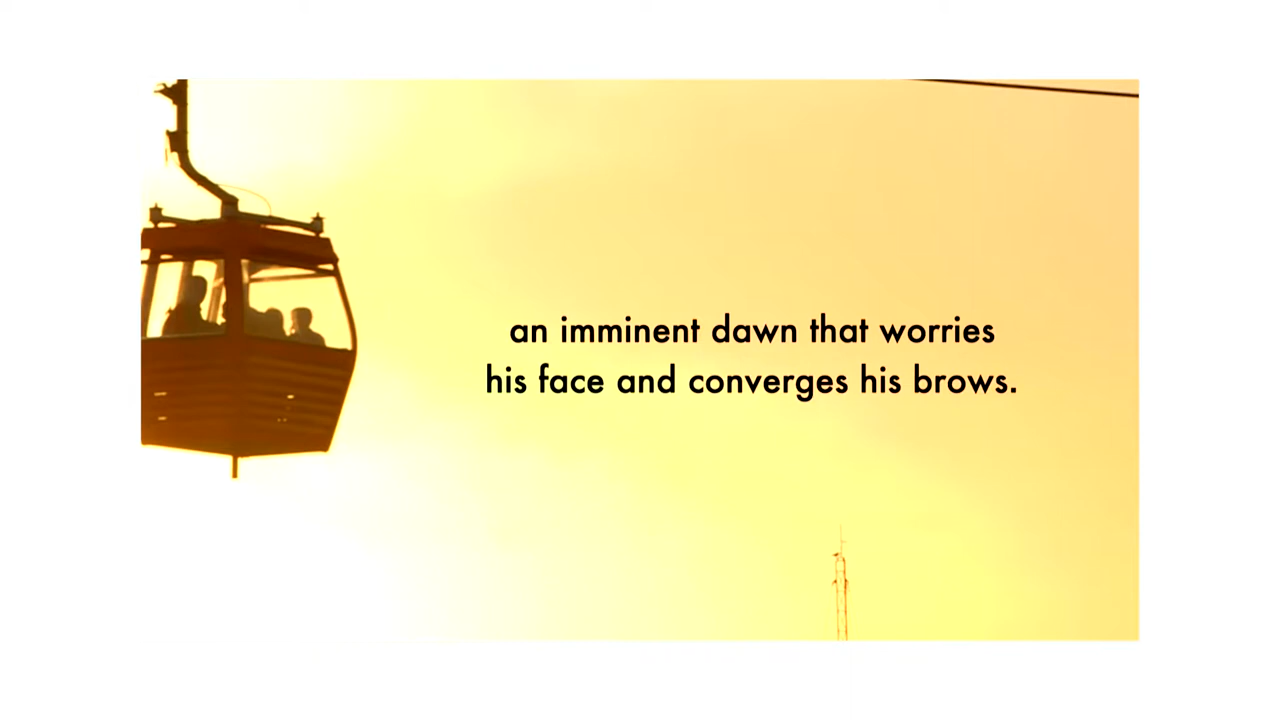 an imminent dawn that worries
his face and converges his brows.